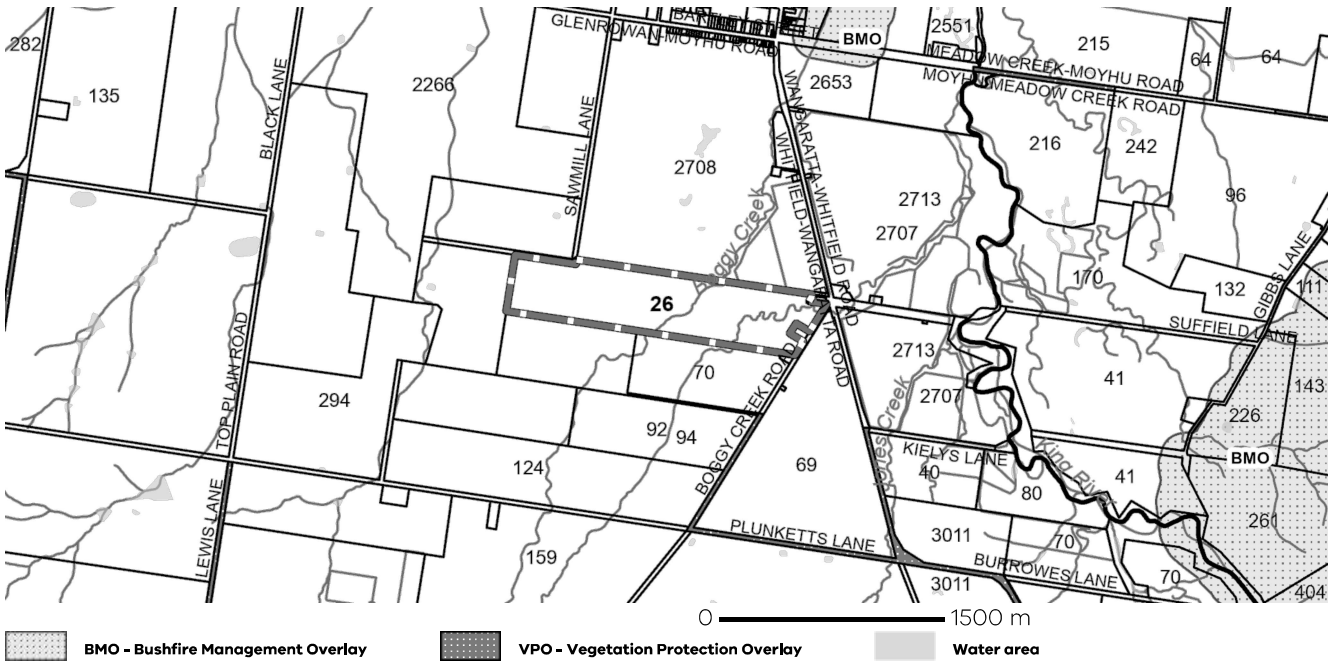 BARTLEY STREET
GLENROWAN-MOYHU ROAD
BMO
2551
215
64
64
282
135
2266
2653
MEADOW CREEK-MOYHU ROAD
MOYHU-MEADOW CREEK ROAD
BLACK LANE
SAWMILL LANE
2708
WANGARATTA-WHITFIELD ROAD
WHITFIELD-WANGARATTA ROAD
216
242
96
2713
2707
Boggy Creek
170
132
111
GIBBS LANE
26
SUFFIELD LANE
TOP PLAIN ROAD
294
70
2713
2707
41
143
226
92
94
BOGGY CREEK ROAD
Jones Creek
KIELYS LANE
King River
BMO
124
69
40
80
41
261
LEWIS LANE
159
PLUNKETTS LANE
3011
70
BURROWES LANE
3011
70
404
0 1500 m
BMO - Bushfire Management Overlay
VPO - Vegetation Protection Overlay
Water area